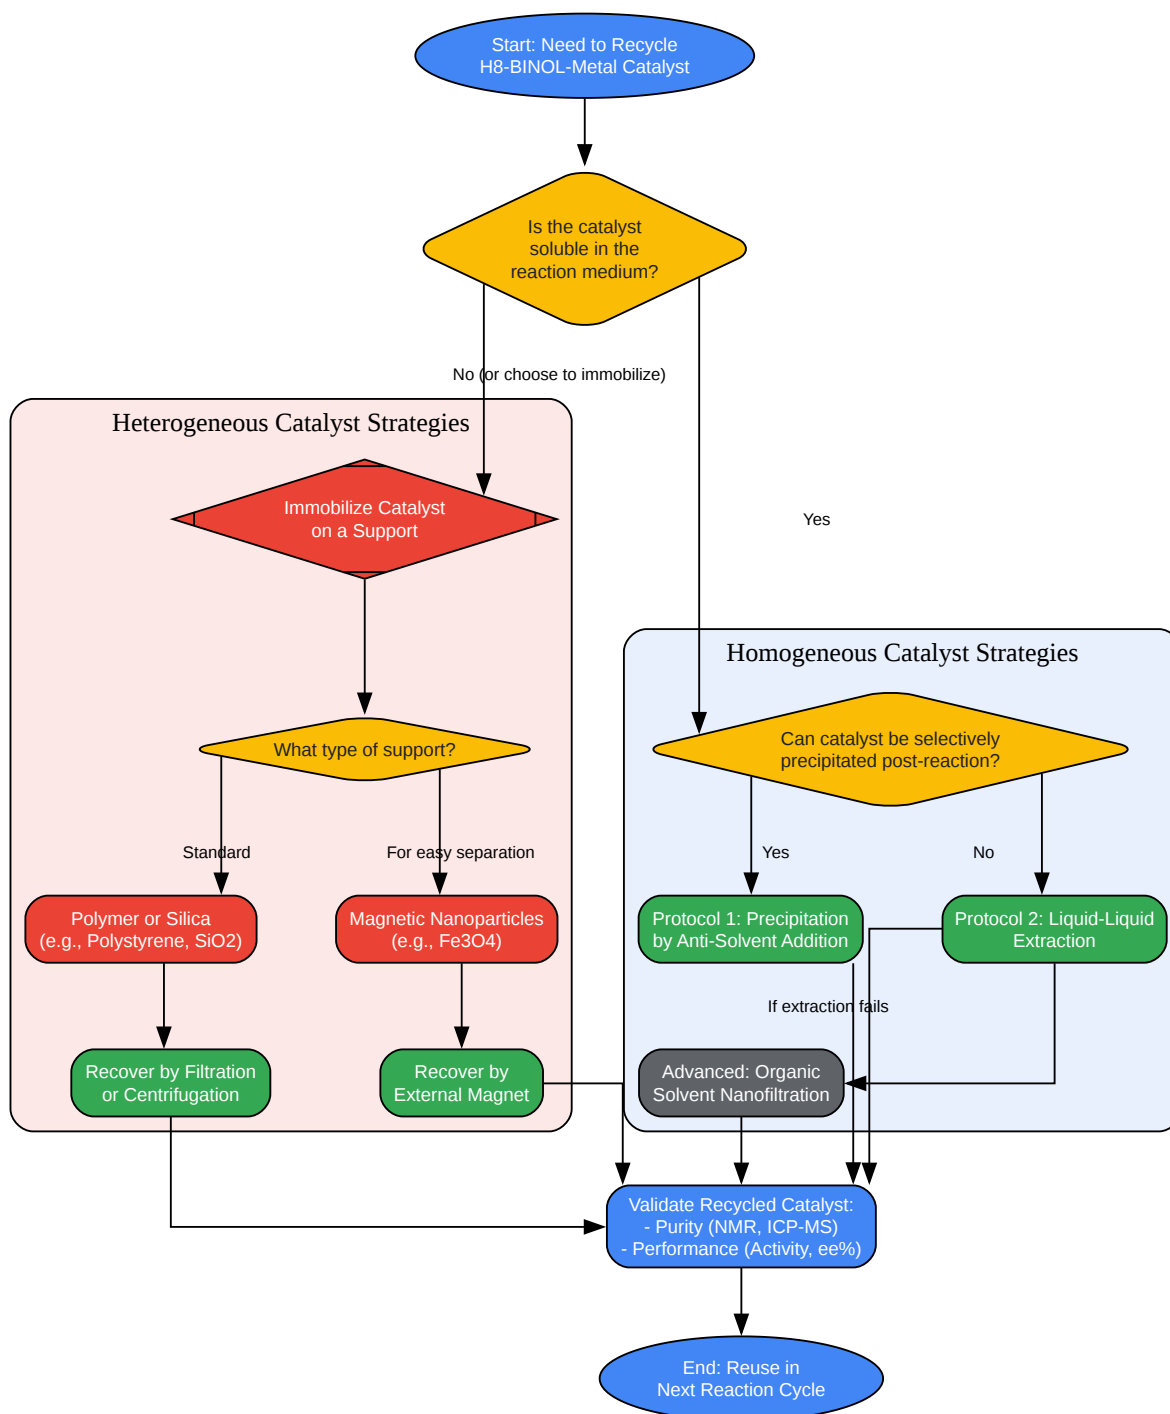 Start: Need to Recycle
H8-BINOL-Metal Catalyst
Is the catalyst
soluble in the
reaction medium?
No (or choose to immobilize)
Heterogeneous Catalyst Strategies
Immobilize Catalyst
on a Support
Yes
Homogeneous Catalyst Strategies
What type of support?
Can catalyst be selectively
precipitated post-reaction?
Standard
For easy separation
Yes
No
Polymer or Silica
(e.g., Polystyrene, SiO2)
Magnetic Nanoparticles
(e.g., Fe3O4)
Protocol 1: Precipitation
by Anti-Solvent Addition
Protocol 2: Liquid-Liquid
Extraction
If extraction fails
Recover by Filtration
or Centrifugation
Recover by
External Magnet
Advanced: Organic
Solvent Nanofiltration
Validate Recycled Catalyst:
- Purity (NMR, ICP-MS)
- Performance (Activity, ee%)
End: Reuse in
Next Reaction Cycle